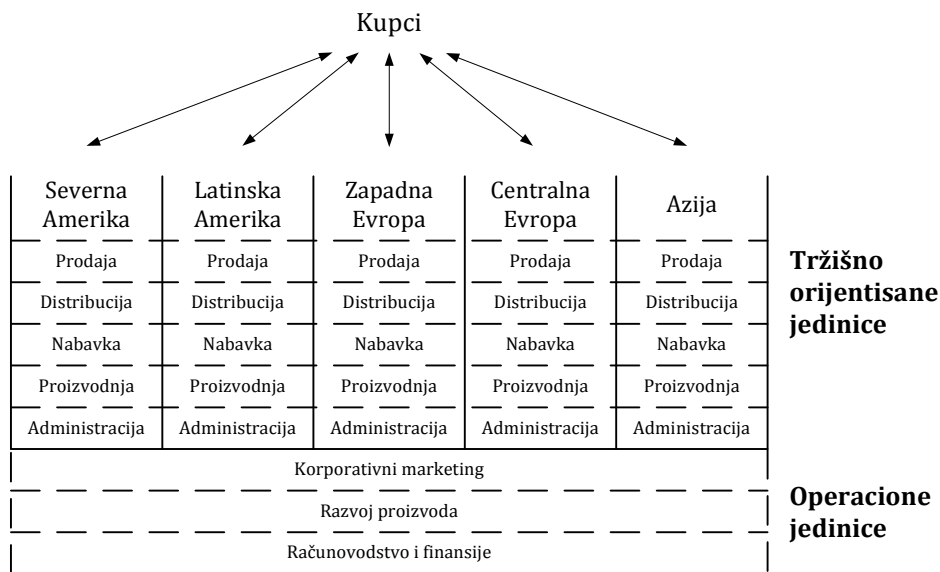 Kupci
Severna
Amerika
Latinska
Amerika
Zapadna
Evropa
Centralna
Evropa
Azija
Prodaja Prodaja Prodaja Prodaja Prodaja
Distribucija Distribucija Distribucija Distribucija Distribucija
Nabavka Nabavka Nabavka Nabavka Nabavka
Proizvodnja Proizvodnja Proizvodnja Proizvodnja Proizvodnja
Administracija Administracija Administracija Administracija Administracija
Tržišno
orijentisane
jedinice
Korporativni marketing
Razvoj proizvoda
Računovodstvo i finansije
Operacione
jedinice